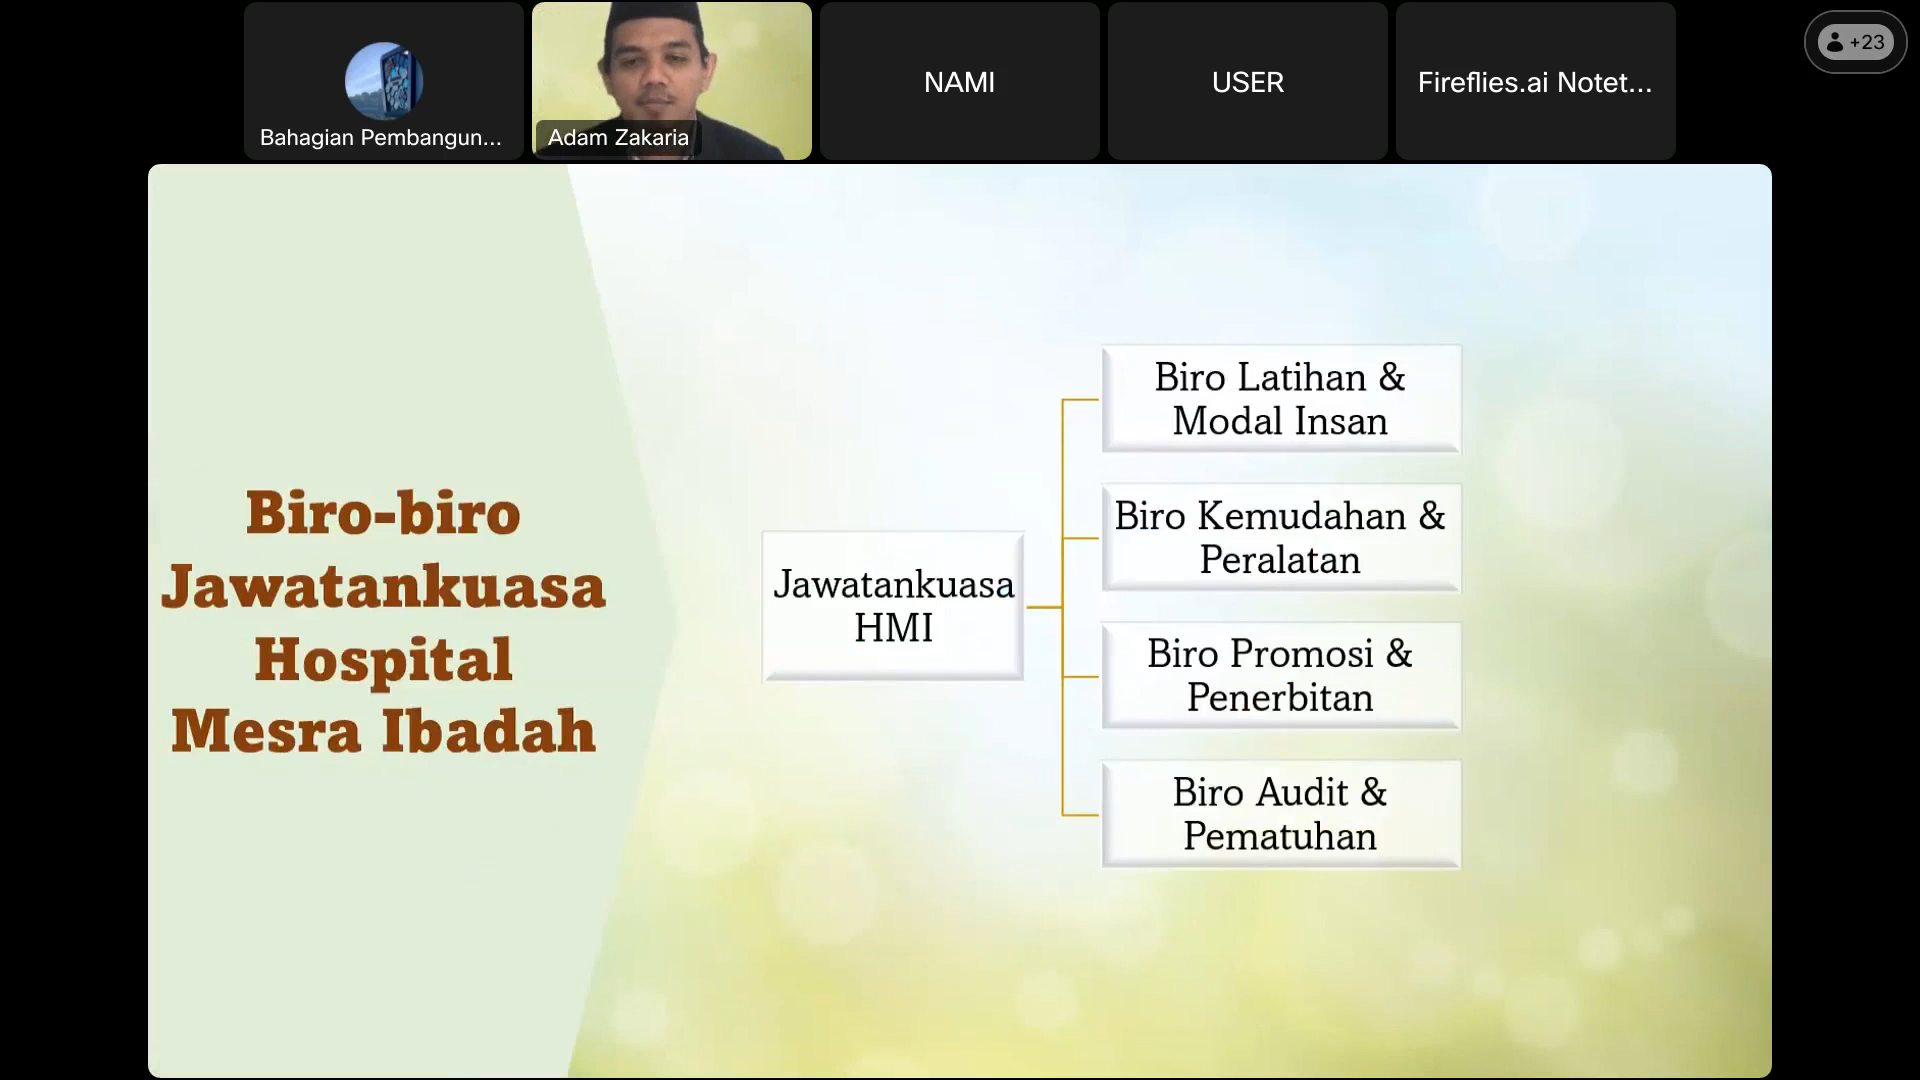 Bahagian Pembangun...
Adam Zakaria
NAMI
USER
Fireflies.ai Notet...
+23
Biro-biro
Jawatankuasa
Hospital
Mesra Ibadah
Jawatankuasa
HMI
Biro Latihan &
Modal Insan
Biro Kemudahan &
Peralatan
Biro Promosi &
Penerbitan
Biro Audit &
Pematuhan